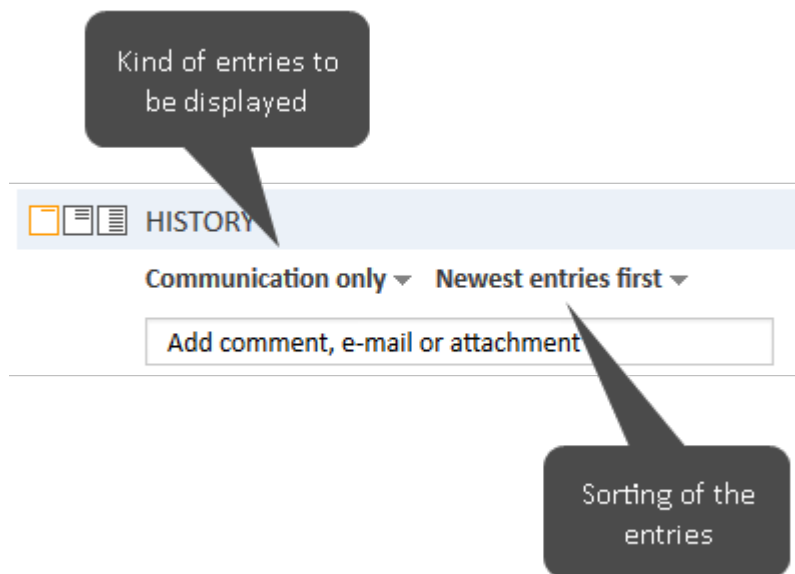 Kind of entries to
be displayed
HISTORY
Communication only Newest entries first
Add comment, e-mail or attachment
Sorting of the
entries